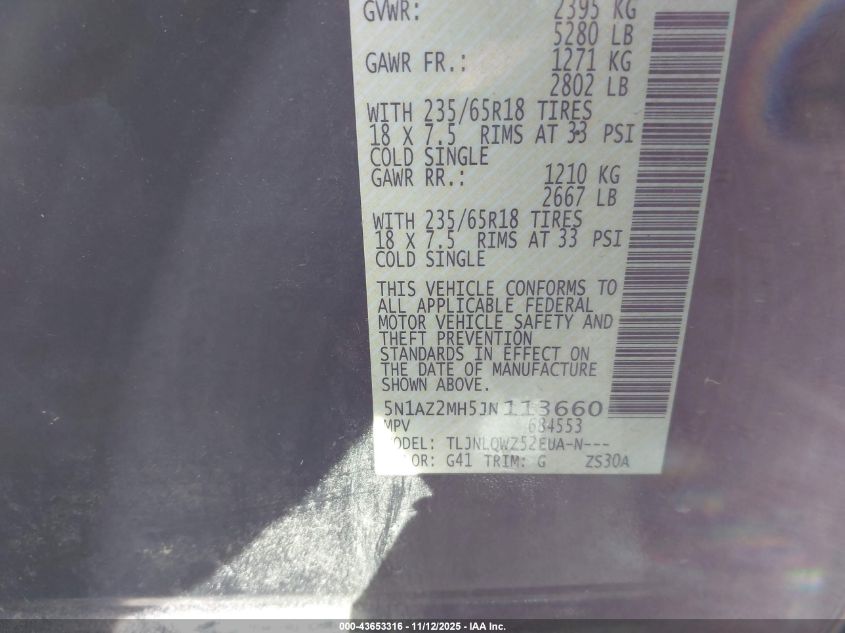 GVWR: 2395 KG
5280 LB
GAWR FR.: 1271 KG
2802 LB
WITH 235/65R18 TIRES
18 X 7.5 RIMS AT 33 PSI
COLD SINGLE
GAWR RR.: 1210 KG
2667 LB
WITH 235/65R18 TIRES
18 X 7.5 RIMS AT 33 PSI
COLD SINGLE
THIS VEHICLE CONFORMS TO
ALL APPLICABLE FEDERAL
MOTOR VEHICLE SAFETY AND
THEFT PREVENTION
STANDARDS IN EFFECT ON
THE DATE OF MANUFACTURE
SHOWN ABOVE.
5N1AZ2MH5JN113660
MPV 684553
MODEL: TLJNLQWZ52EUA-N---
OR: G41 TRIM: G ZS30A
000-43653316 - 11/12/2025 - IAA Inc.